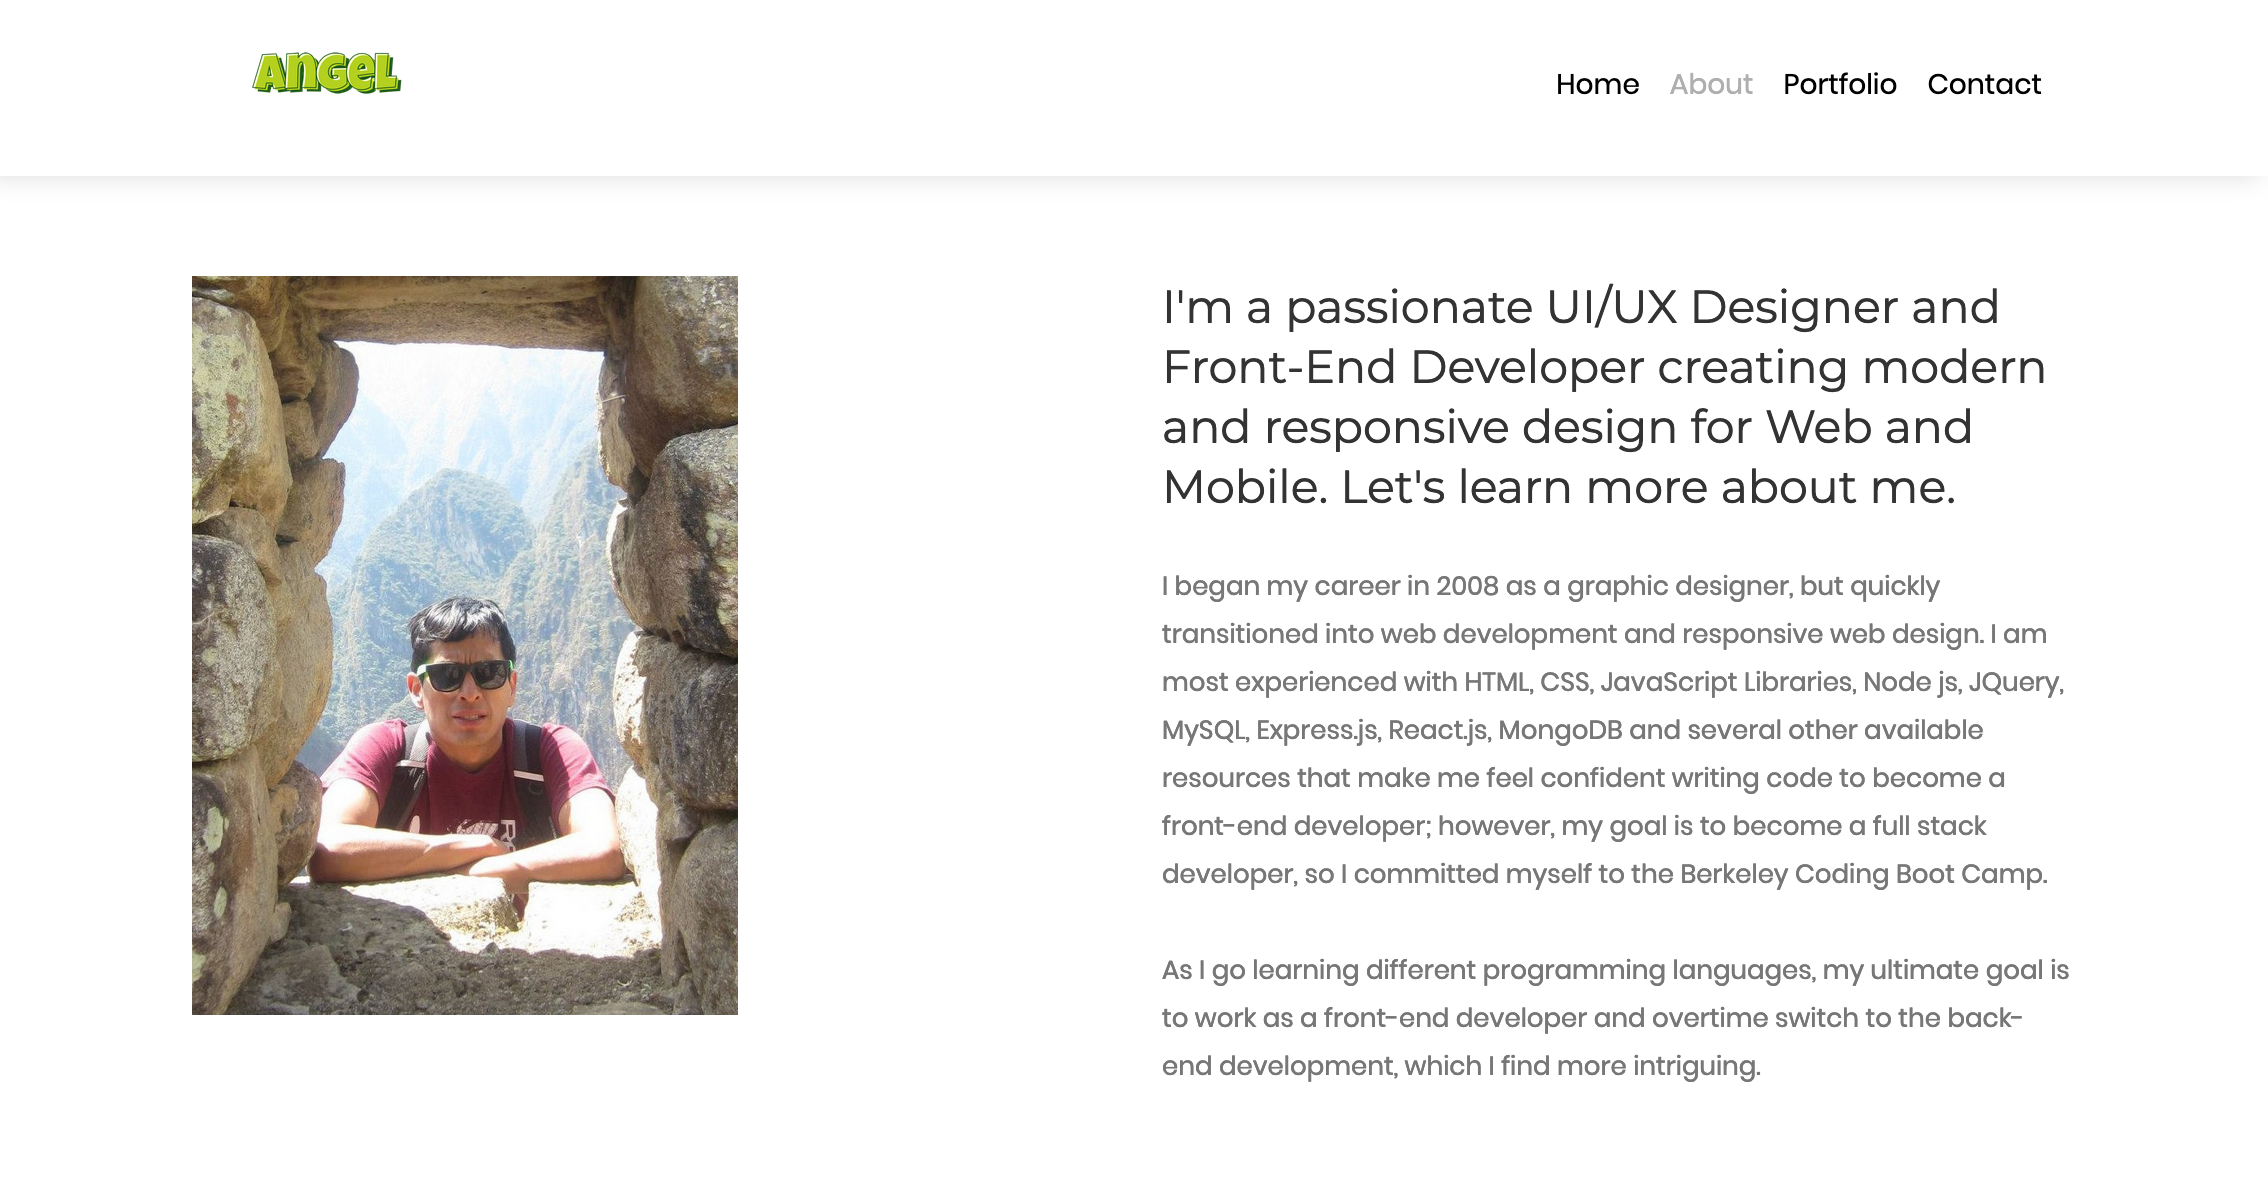 ANGEL
Home About Portfolio Contact
I'm a passionate UI/UX Designer and
Front-End Developer creating modern
and responsive design for Web and
Mobile. Let's learn more about me.
I began my career in 2008 as a graphic designer, but quickly
transitioned into web development and responsive web design. I am
most experienced with HTML, CSS, JavaScript Libraries, Node js, JQuery,
MySQL, Express.js, React.js, MongoDB and several other available
resources that make me feel confident writing code to become a
front-end developer; however, my goal is to become a full stack
developer, so I committed myself to the Berkeley Coding Boot Camp.
As I go learning different programming languages, my ultimate goal is
to work as a front-end developer and overtime switch to the back-
end development, which I find more intriguing.